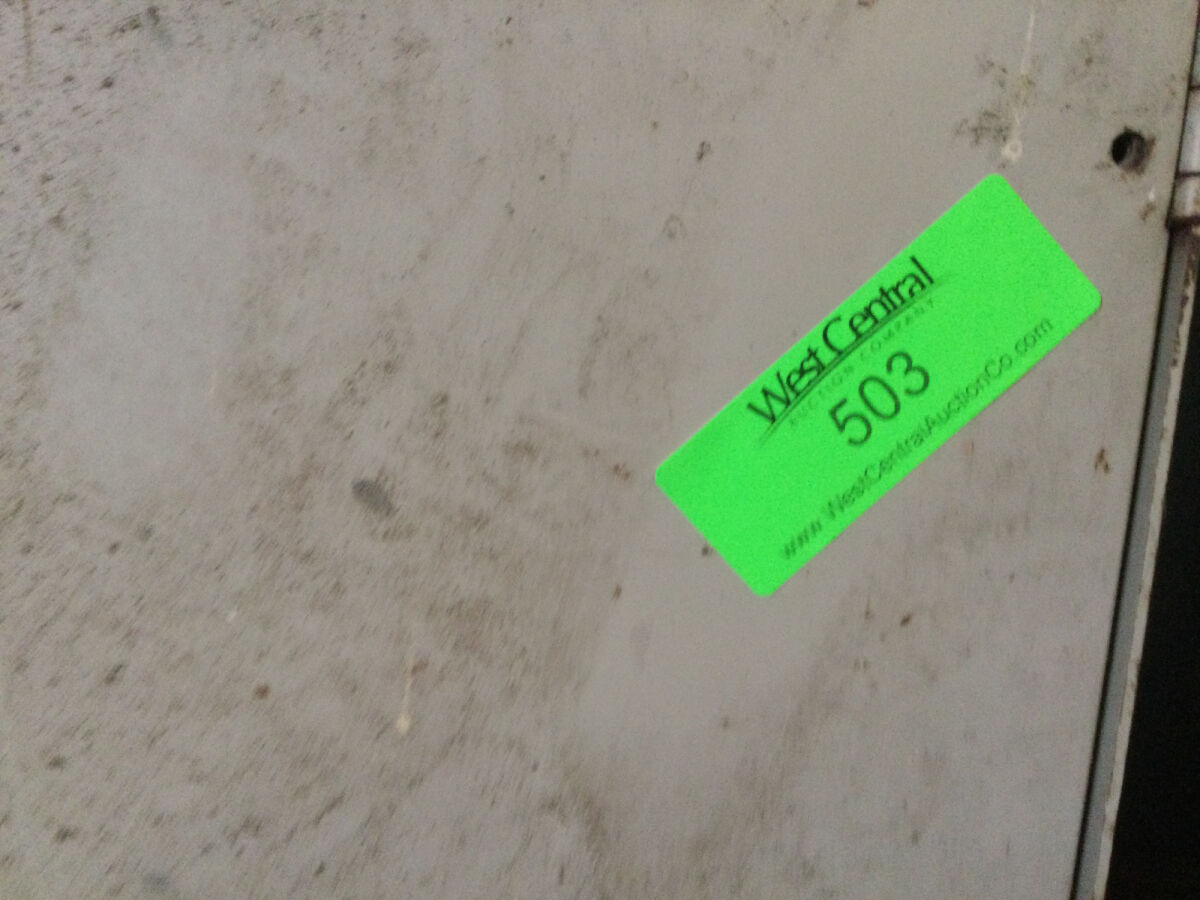 West Central
AUCTION COMPANY
503
www.WestCentralAuctionCo.com